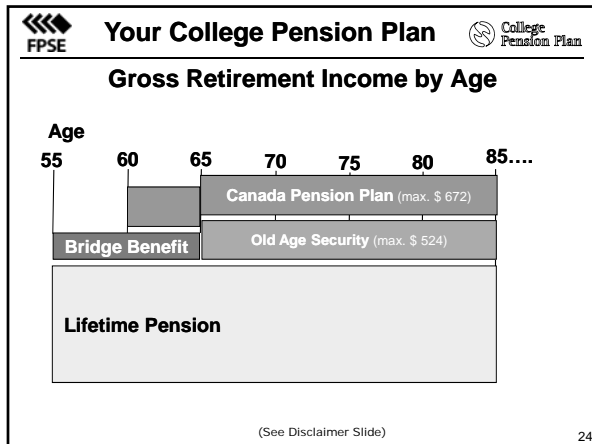 FPSE
Your College Pension Plan
College
Pension Plan
Gross Retirement Income by Age
Age
55 60 65 70 75 80 85....
Canada Pension Plan (max. $ 672)
Bridge Benefit
Old Age Security (max. $ 524)
Lifetime Pension
(See Disclaimer Slide)
24